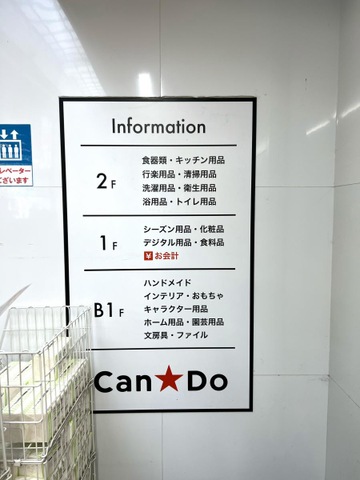 Information
2F
食器類・キッチン用品
行楽用品・清掃用品
洗濯用品・衛生用品
浴用品・トイレ用品
1F
シーズン用品・化粧品
デジタル用品・食料品
¥お会計
B1F
ハンドメイド
インテリア・おもちゃ
キャラクター用品
ホーム用品・園芸用品
文房具・ファイル
Can★Do
レベーター
ございます